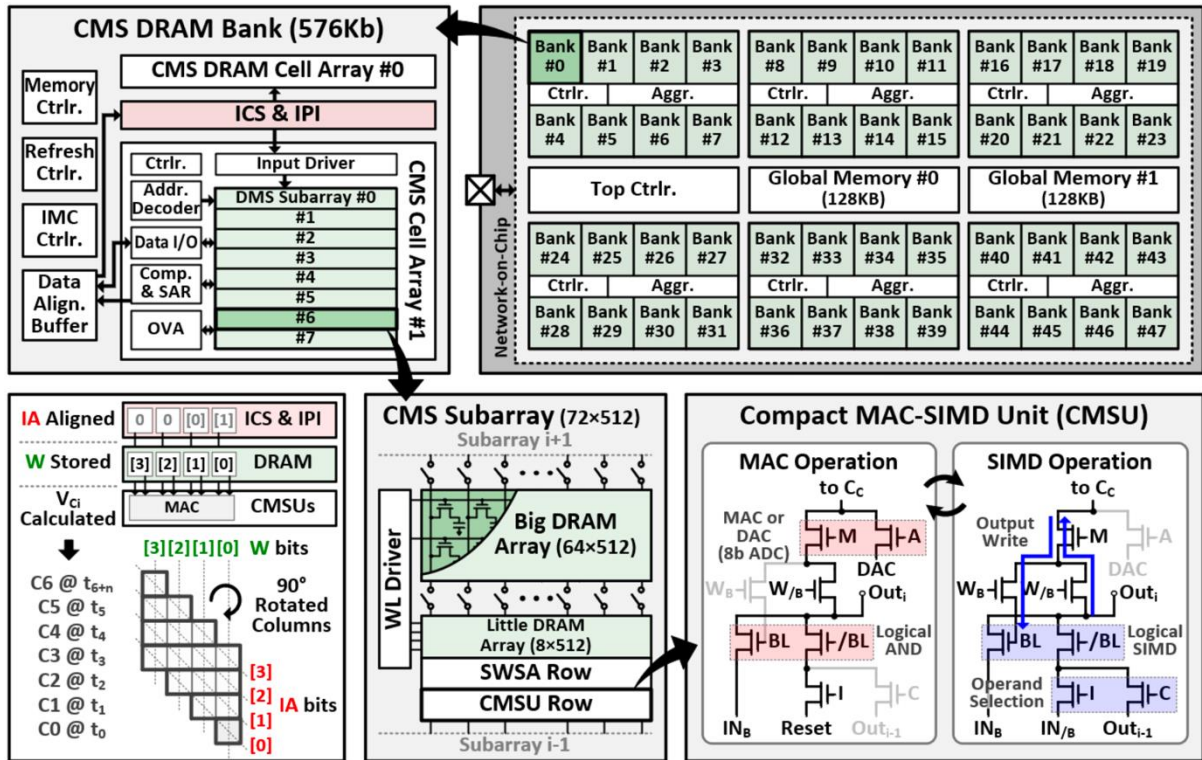 CMS DRAM Bank (576Kb)
Memory
Ctrlr.
Refresh
Ctrlr.
IMC
Ctrlr.
Data
Align.
Buffer
CMS DRAM Cell Array #0
ICS & IPI
Ctrlr.
Addr.
Decoder
Data I/O
Comp.
& SAR
OVA
Input Driver
DMS Subarray #0
#1
#2
#3
#4
#5
#6
#7
CMS Cell Array #1
Network-on-Chip
Bank Bank Bank Bank Bank Bank Bank Bank Bank Bank Bank Bank
#0 #1 #2 #3 #8 #9 #10 #11 #16 #17 #18 #19
Ctrlr. Aggr. Ctrlr. Aggr. Ctrlr. Aggr.
Bank Bank Bank Bank Bank Bank Bank Bank Bank Bank Bank Bank
#4 #5 #6 #7 #12 #13 #14 #15 #20 #21 #22 #23
Top Ctrlr. Global Memory #0 Global Memory #1
(128KB) (128KB)
Bank Bank Bank Bank Bank Bank Bank Bank Bank Bank Bank Bank
#24 #25 #26 #27 #32 #33 #34 #35 #40 #41 #42 #43
Ctrlr. Aggr. Ctrlr. Aggr. Ctrlr. Aggr.
Bank Bank Bank Bank Bank Bank Bank Bank Bank Bank Bank Bank
#28 #29 #30 #31 #36 #37 #38 #39 #44 #45 #46 #47
IA Aligned 0 0 [0] [1] ICS & IPI
W Stored [3] [2] [1] [0] DRAM
VCi
Calculated
MAC CMSUs
[3] [2] [1] [0] W bits
C6 @ t6+n
C5 @ t5
C4 @ t4
C3 @ t3
C2 @ t2
C1 @ t1
C0 @ t0
90°
Rotated
Columns
[3]
[2]
[1]
[0]
IA bits
CMS Subarray (72×512)
Subarray i+1
WL Driver
Big DRAM
Array (64×512)
Little DRAM
Array (8×512)
SWSA Row
CMSU Row
Subarray i-1
Compact MAC-SIMD Unit (CMSU)
MAC Operation
to CC
MAC or
DAC
(8b ADC)
M
A
DAC
WB
W/B
Outi
BL
/BL
Logical
AND
I
C
INB
Reset
Outi-1
SIMD Operation
to CC
Output
Write
M
A
DAC
WB
W/B
Outi
BL
/BL
Logical
SIMD
Operand
Selection
I
C
INB
IN/B
Outi-1